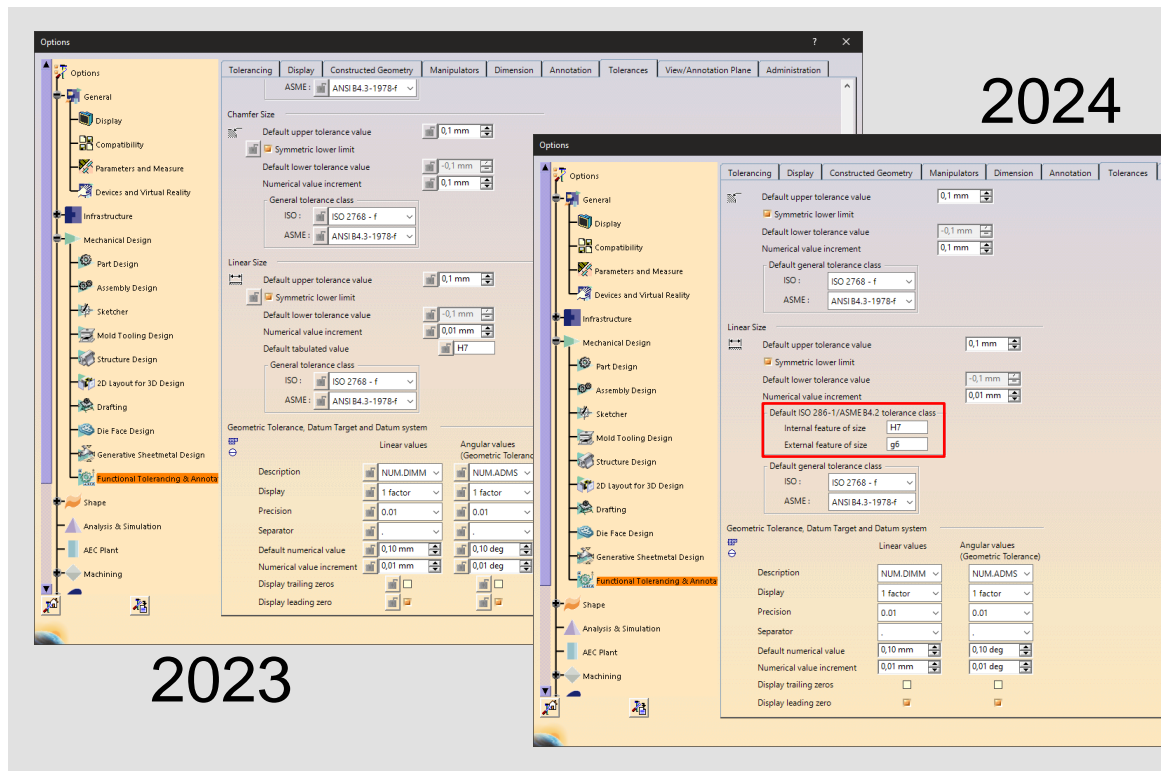 Options
? ×
Options
General
Display
Compatibility
Parameters and Measure
Devices and Virtual Reality
Infrastructure
Mechanical Design
Part Design
Assembly Design
Sketcher
Mold Tooling Design
Structure Design
2D Layout for 3D Design
Drafting
Die Face Design
Generative Sheetmetal Design
Functional Tolerancing & Annota
Shape
Analysis & Simulation
AEC Plant
Machining
Tolerancing Display Constructed Geometry Manipulators Dimension Annotation Tolerances View/Annotation Plane Administration
ASME : ANSI B4.3-1978-f
Chamfer Size
Default upper tolerance value 0,1 mm
Symmetric lower limit
Default lower tolerance value -0,1 mm
Numerical value increment 0,1 mm
General tolerance class
ISO : ISO 2768 - f
ASME : ANSI B4.3-1978-f
Linear Size
Default upper tolerance value 0,1 mm
Symmetric lower limit
Default lower tolerance value -0,1 mm
Numerical value increment 0,01 mm
Default tabulated value H7
General tolerance class
ISO : ISO 2768 - f
ASME : ANSI B4.3-1978-f
Geometric Tolerance, Datum Target and Datum system
Linear values Angular values
(Geometric Toleranc
Description NUM.DIMM NUM.ADMS
Display 1 factor 1 factor
Precision 0.01 0.01
Separator . .
Default numerical value 0,10 mm 0,10 deg
Numerical value increment 0,01 mm 0,01 deg
Display trailing zeros
Display leading zero
2023
2024
Options
Options
General
Display
Compatibility
Parameters and Measure
Devices and Virtual Reality
Infrastructure
Mechanical Design
Part Design
Assembly Design
Sketcher
Mold Tooling Design
Structure Design
2D Layout for 3D Design
Drafting
Die Face Design
Generative Sheetmetal Design
Functional Tolerancing & Annota
Shape
Analysis & Simulation
AEC Plant
Machining
Tolerancing Display Constructed Geometry Manipulators Dimension Annotation Tolerances
Default upper tolerance value 0,1 mm
Symmetric lower limit
Default lower tolerance value -0,1 mm
Numerical value increment 0,1 mm
Default general tolerance class
ISO : ISO 2768 - f
ASME : ANSI B4.3-1978-f
Linear Size
Default upper tolerance value 0,1 mm
Symmetric lower limit
Default lower tolerance value -0,1 mm
Numerical value increment 0,01 mm
Default ISO 286-1/ASME B4.2 tolerance class
Internal feature of size H7
External feature of size g6
Default general tolerance class
ISO : ISO 2768 - f
ASME : ANSI B4.3-1978-f
Geometric Tolerance, Datum Target and Datum system
Linear values Angular values
(Geometric Tolerance)
Description NUM.DIMM NUM.ADMS
Display 1 factor 1 factor
Precision 0.01 0.01
Separator . .
Default numerical value 0,10 mm 0,10 deg
Numerical value increment 0,01 mm 0,01 deg
Display trailing zeros
Display leading zero